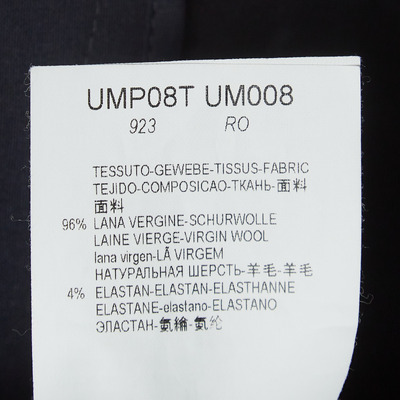 UMP08T UM008
923 RO
TESSUTO-GEWEBE-TISSUS-FABRIC
TEJIDO-COMPOSICAO-ТКАНЬ-面料
面料
96% LANA VERGINE-SCHURWOLLE
LAINE VIERGE-VIRGIN WOOL
lana virgen-LÃ VIRGEM
НАТУРАЛЬНАЯ ШЕРСТЬ-羊毛-羊毛
4% ELASTAN-ELASTAN-ELASTHANNE
ELASTANE-elastano-ELASTANO
ЭЛАСТАН-氨綸-氨纶